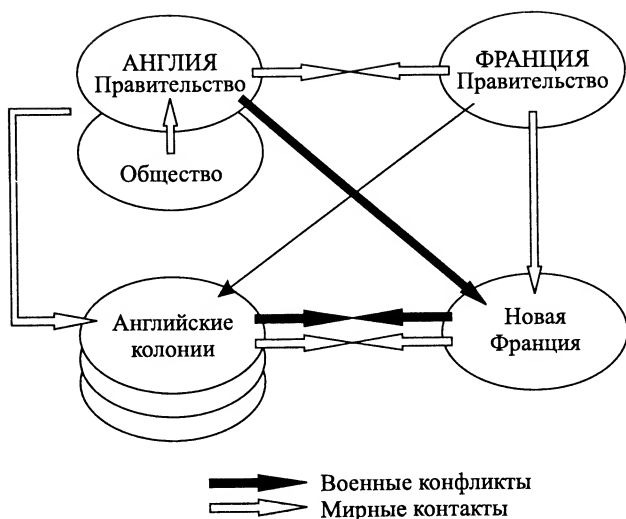 АНГЛИЯ
Правительство
ФРАНЦИЯ
Правительство
Общество
Английские
колонии
Новая
Франция
Военные конфликты
Мирные контакты